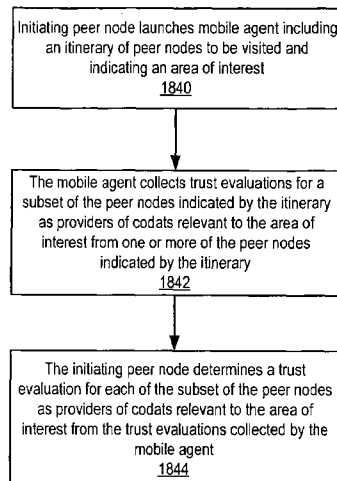 Initiating peer node launches mobile agent including
an itinerary of peer nodes to be visited and
indicating an area of interest
1840
The mobile agent collects trust evaluations for a
subset of the peer nodes indicated by the itinerary
as providers of codats relevant to the area of
interest from one or more of the peer nodes
indicated by the itinerary
1842
The initiating peer node determines a trust
evaluation for each of the subset of the peer nodes
as providers of codats relevant to the area of
interest from the trust evaluations collected by the
mobile agent
1844